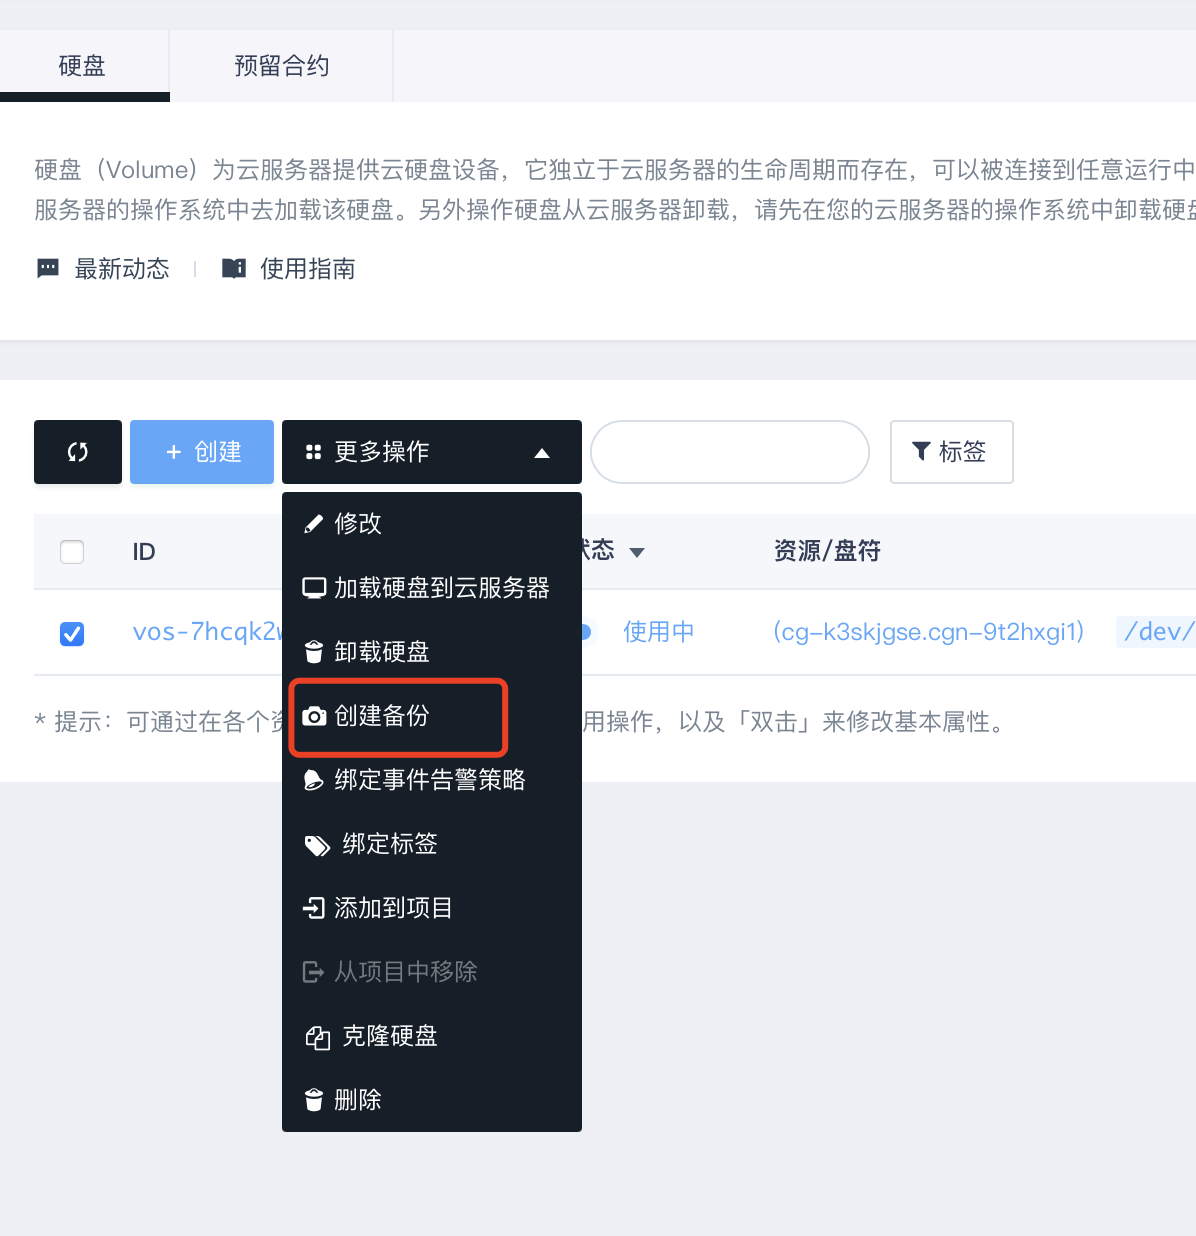 硬盘
预留合约
硬盘（Volume）为云服务器提供云硬盘设备，它独立于云服务器的生命周期而存在，可以被连接到任意运行中
服务器的操作系统中去加载该硬盘。另外操作硬盘从云服务器卸载，请先在您的云服务器的操作系统中卸载硬盘
最新动态
使用指南
+ 创建
更多操作
标签
ID
状态
资源/盘符
vos-7hcqk2w
使用中
(cg-k3skjgse.cgn-9t2hxgi1)
/dev/
* 提示：可通过在各个资
用操作，以及「双击」来修改基本属性。
修改
加载硬盘到云服务器
卸载硬盘
创建备份
绑定事件告警策略
绑定标签
添加到项目
从项目中移除
克隆硬盘
删除